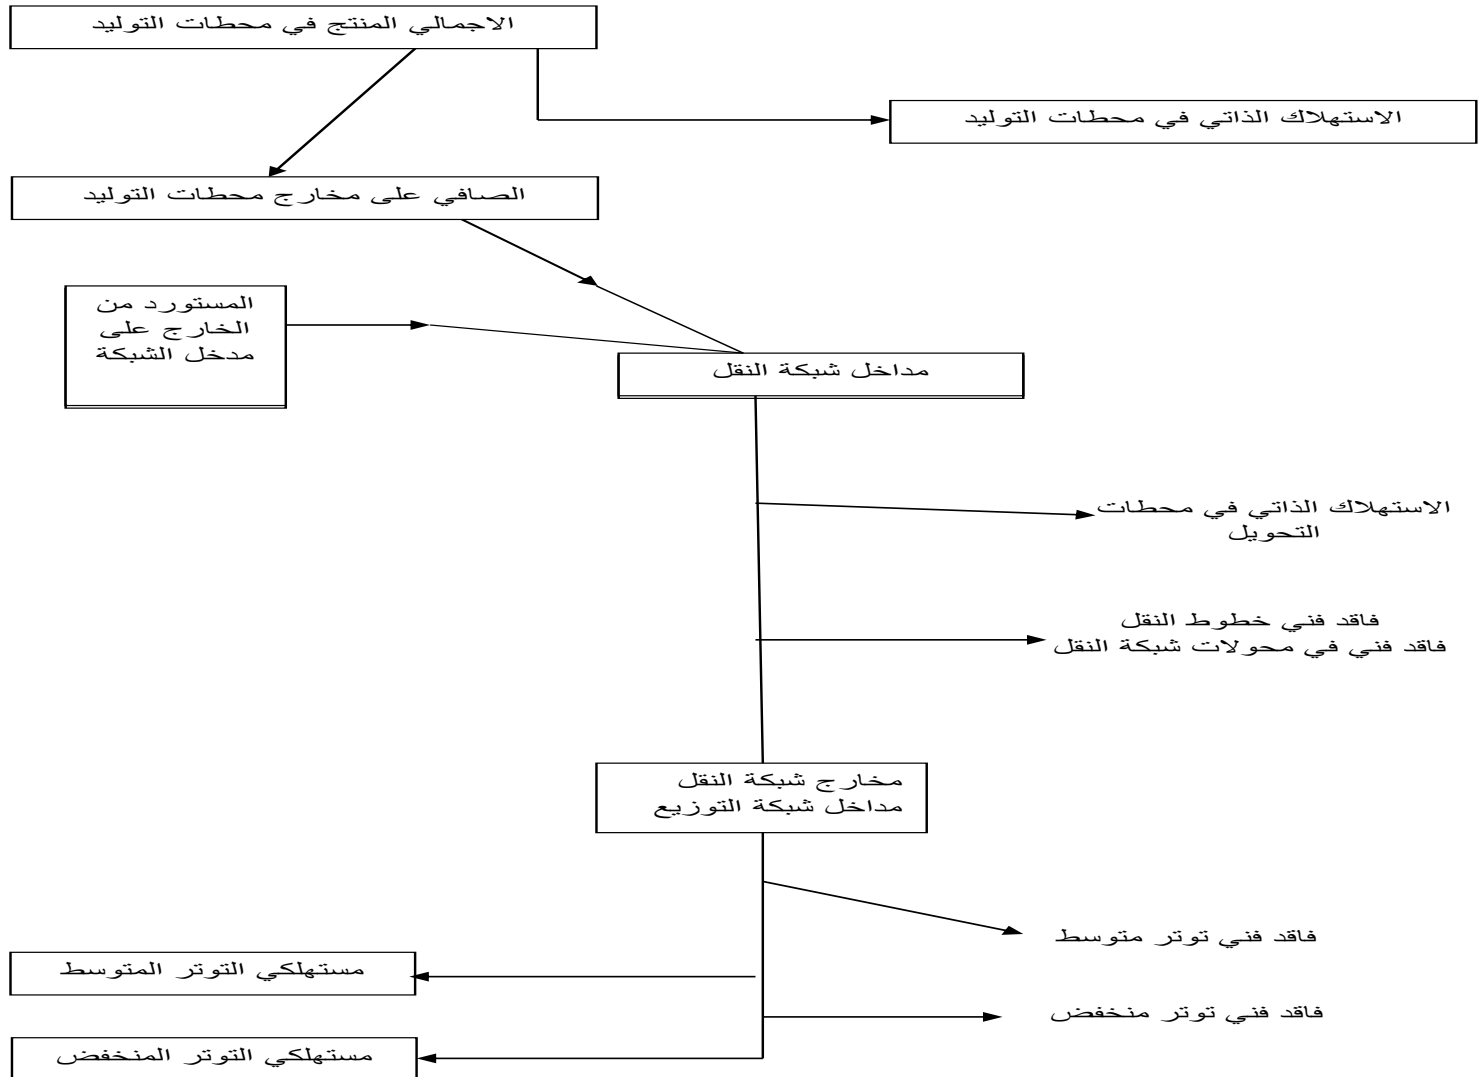 الاجمالي المنتج في محطات التوليد
الاستهلاك الذاتي في محطات التوليد
الصافي على مخارج محطات التوليد
المستورد من
الخارج على
مدخل الشبكة
مداخل شبكة النقل
الاستهلاك الذاتي في محطات
التحويل
فاقد فني خطوط النقل
فاقد فني في محولات شبكة النقل
مخارج شبكة النقل
مداخل شبكة التوزيع
فاقد فني توتر متوسط
مستهلكي التوتر المتوسط
فاقد فني توتر منخفض
مستهلكي التوتر المنخفض